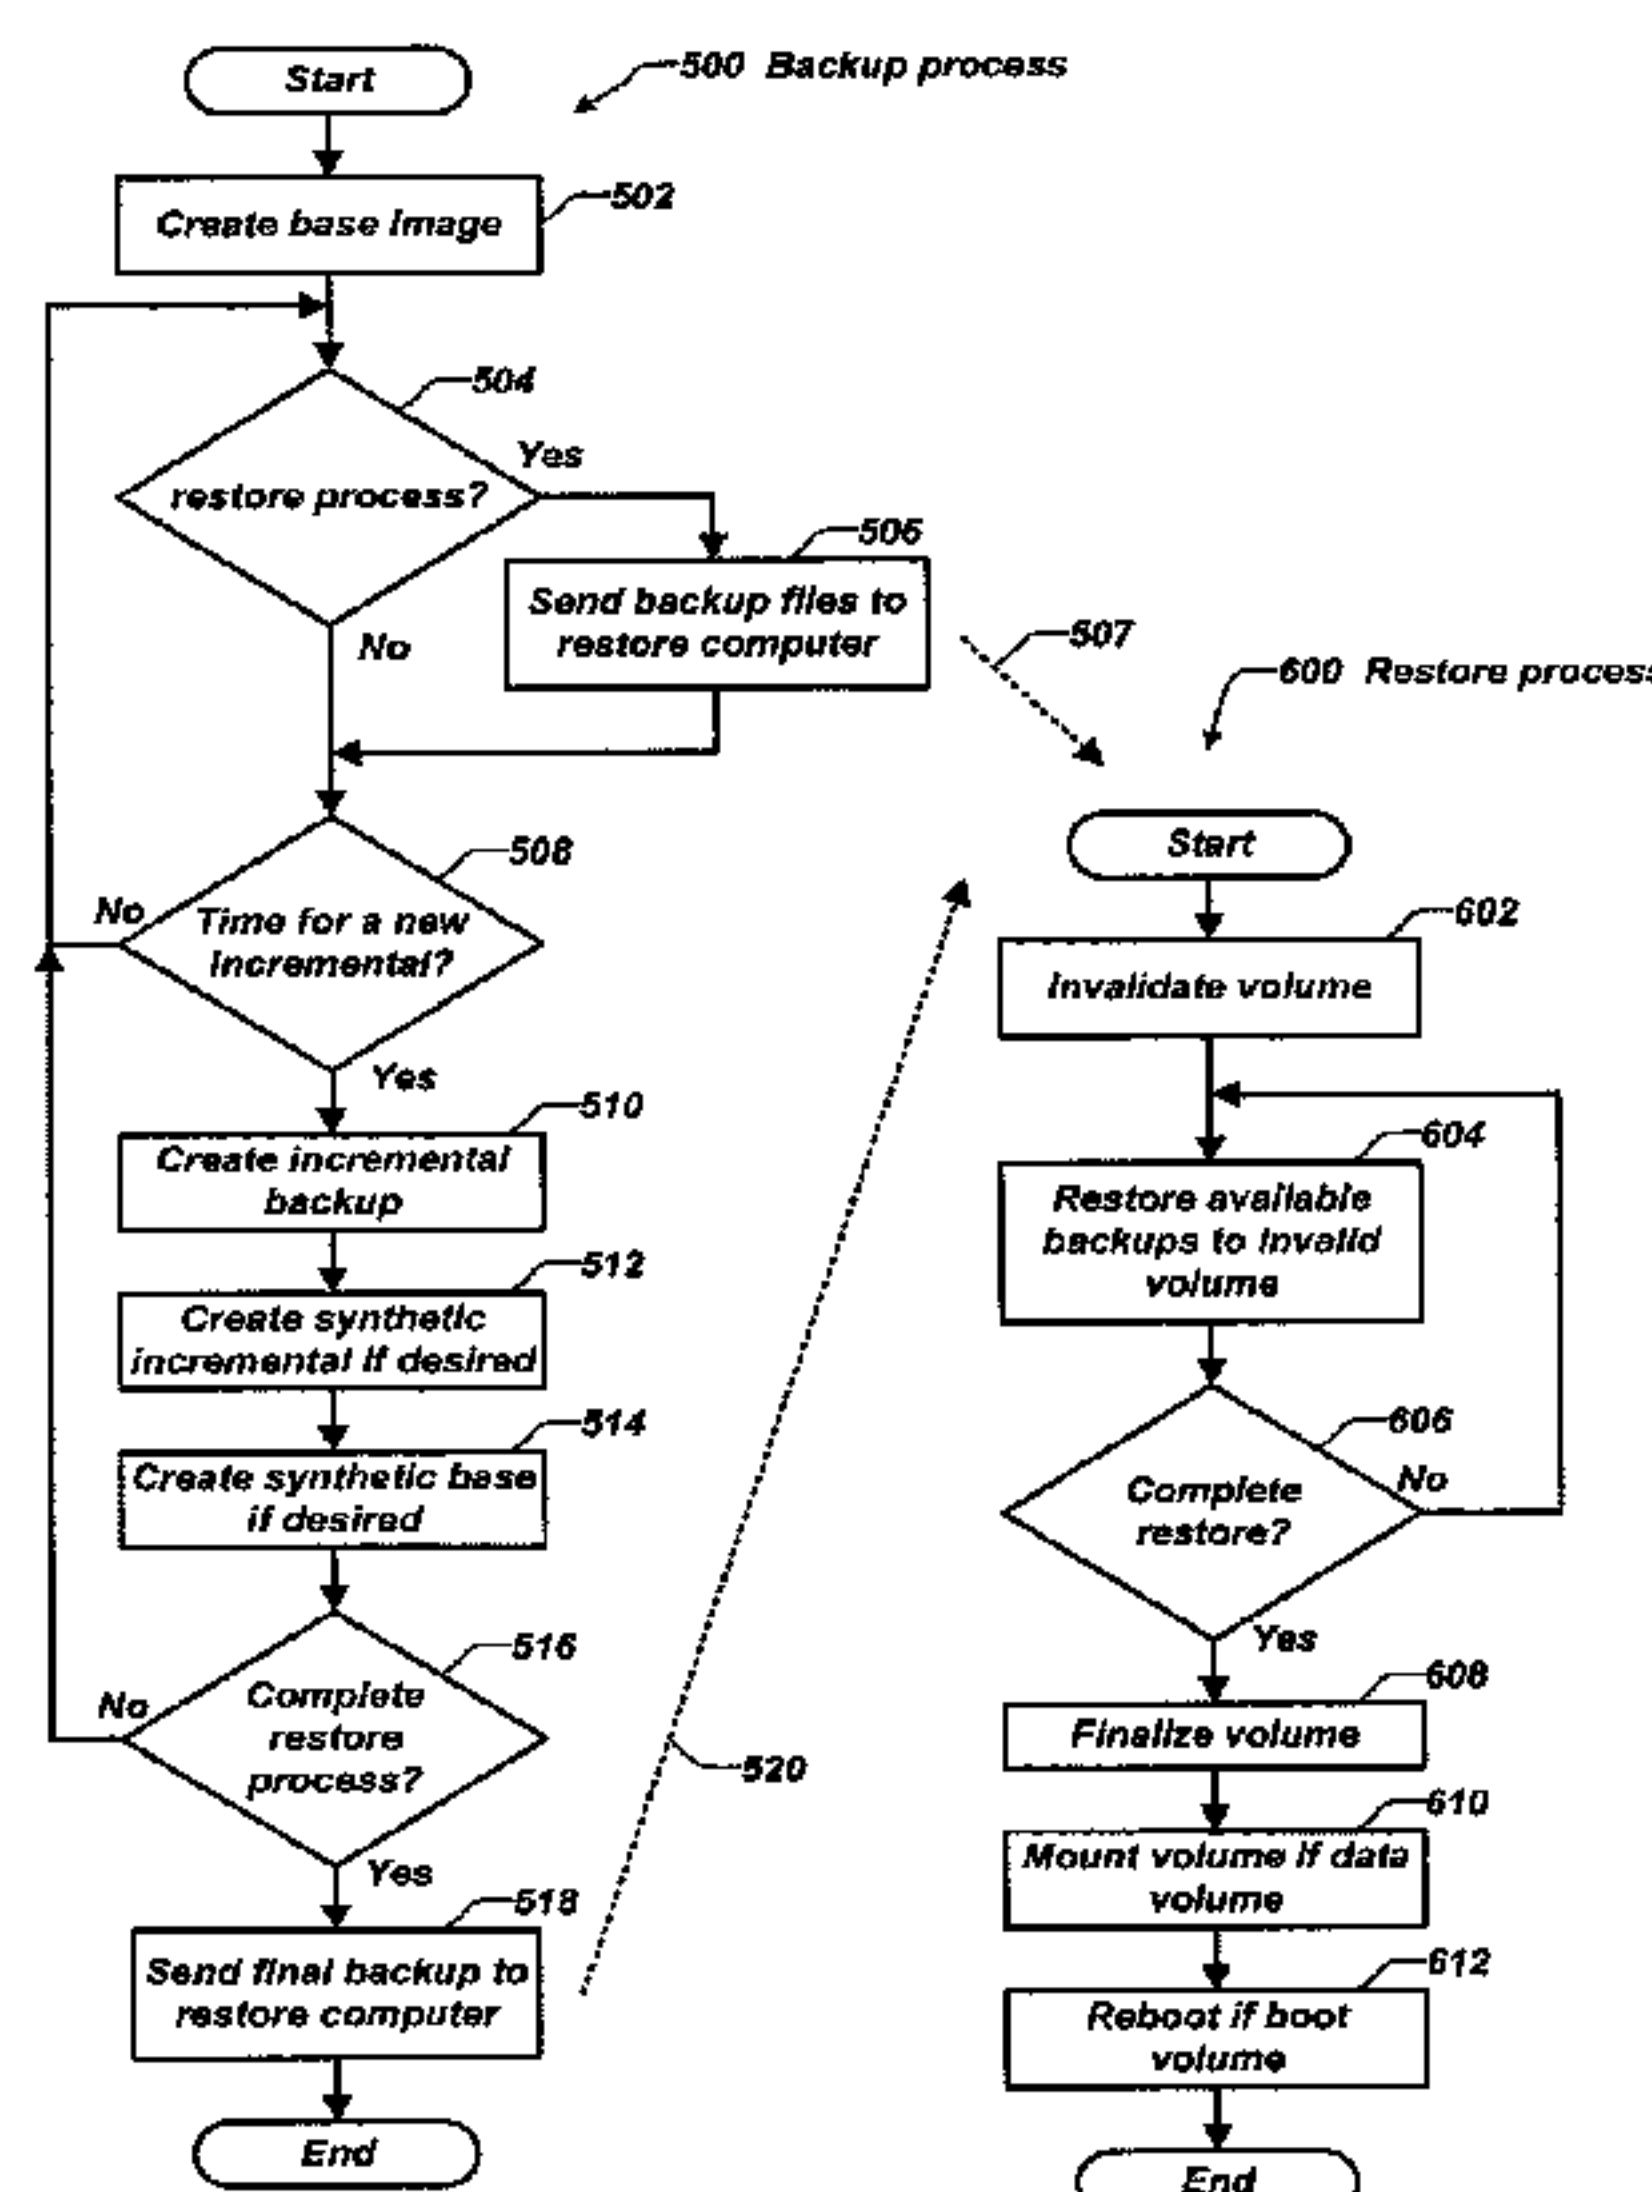 Start
500 Backup process
Create base image
502
504
Yes
restore process?
506
Send backup files to
restore computer
No
507
600 Restore process
508
No
Time for a new
incremental?
Yes
510
Create incremental
backup
512
Create synthetic
incremental if desired
514
Create synthetic base
if desired
516
No
Complete
restore
process?
520
Yes
518
Send final backup to
restore computer
End
Start
602
Invalidate volume
604
Restore available
backups to invalid
volume
606
No
Complete
restore?
Yes
608
Finalize volume
610
Mount volume if data
volume
612
Reboot if boot
volume
End